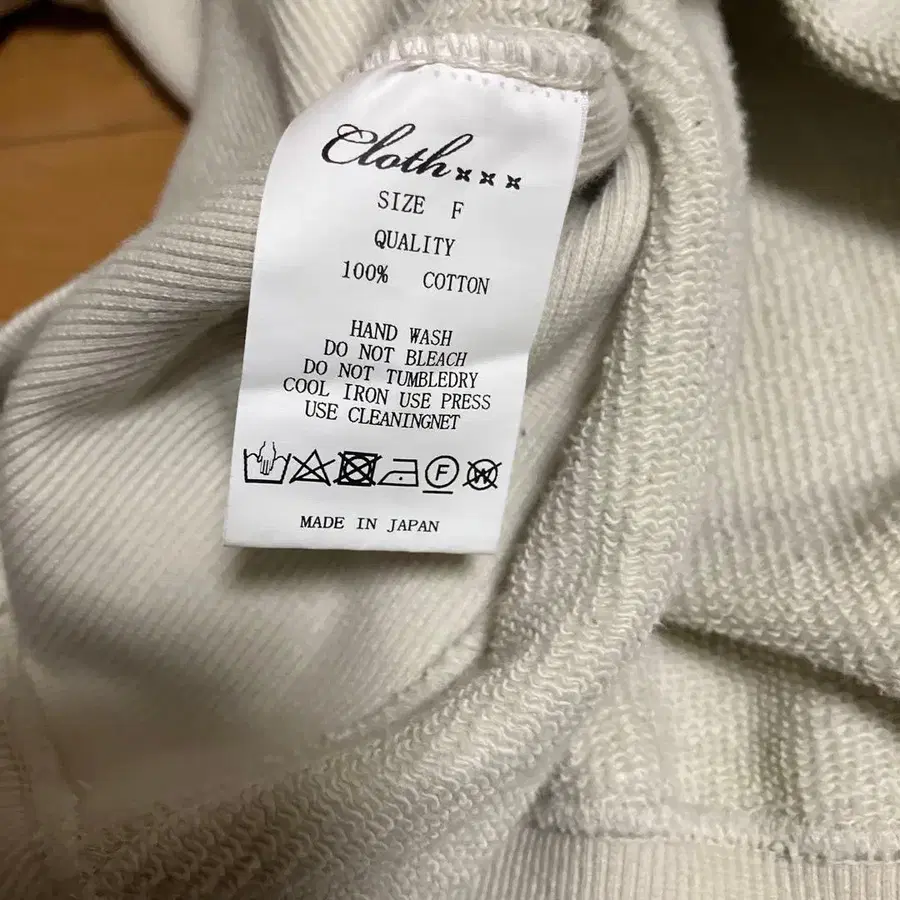 Cloth×××
SIZE F
QUALITY
100% COTTON
HAND WASH
DO NOT BLEACH
DO NOT TUMBLEDRY
COOL IRON USE PRESS
USE CLEANINGNET
F W
MADE IN JAPAN